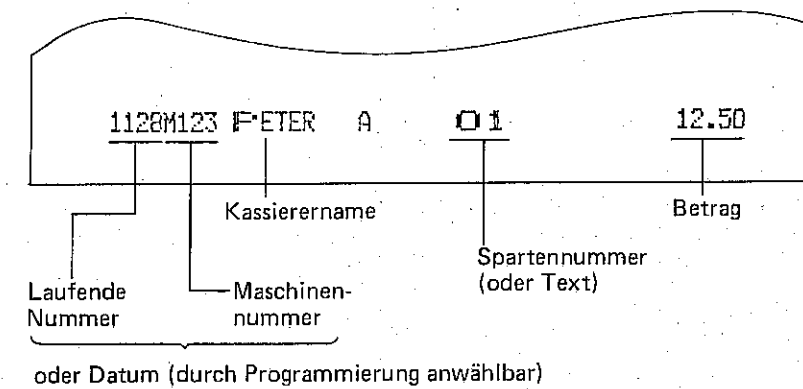 1128M123 PETER A 01 12.50
Kassierername
Betrag
Spartennummer
(oder Text)
Laufende
Nummer
Maschinen-
nummer
oder Datum (durch Programmierung anwählbar)